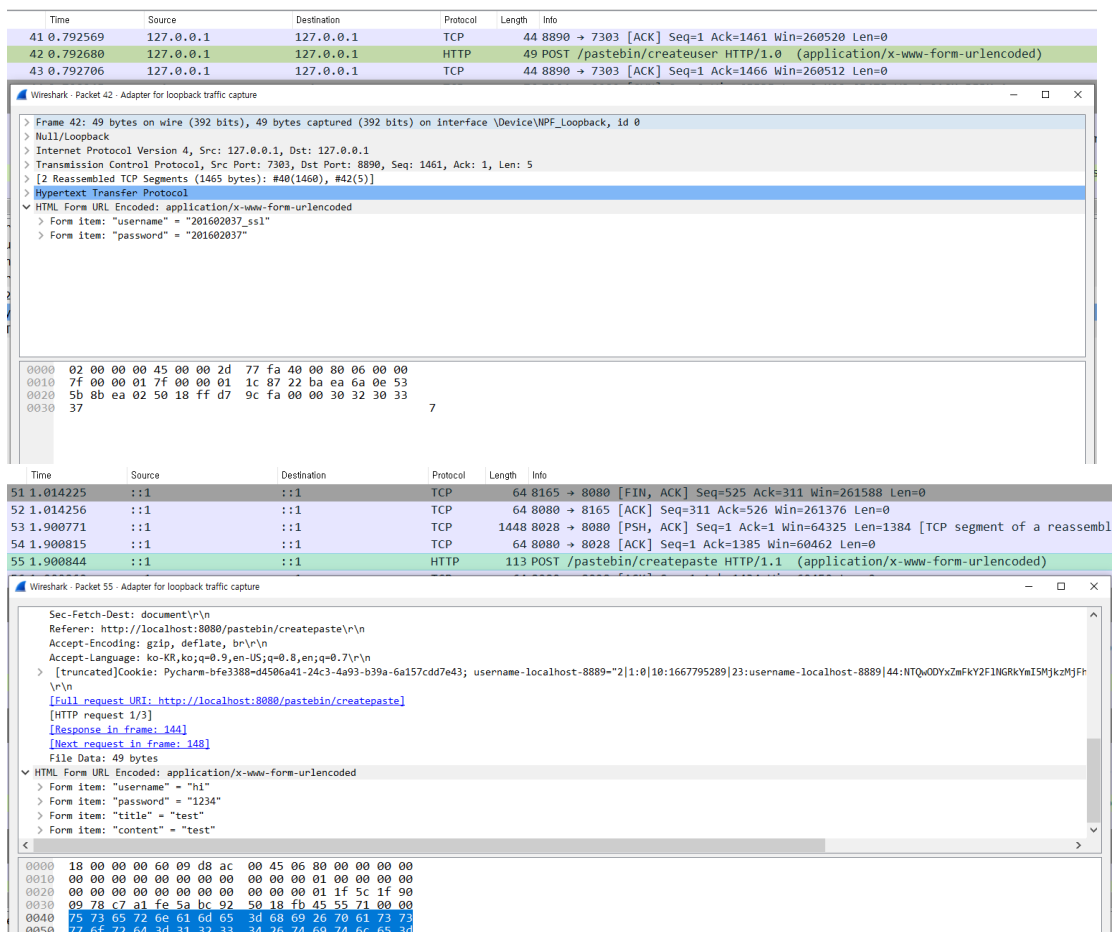 Time Source Destination Protocol Length Info
41 0.792569 127.0.0.1 127.0.0.1 TCP 44 8890 → 7303 [ACK] Seq=1 Ack=1461 Win=260520 Len=0
42 0.792680 127.0.0.1 127.0.0.1 HTTP 49 POST /pastebin/createuser HTTP/1.0 (application/x-www-form-urlencoded)
43 0.792706 127.0.0.1 127.0.0.1 TCP 44 8890 → 7303 [ACK] Seq=1 Ack=1466 Win=260512 Len=0
Wireshark · Packet 42 · Adapter for loopback traffic capture
> Frame 42: 49 bytes on wire (392 bits), 49 bytes captured (392 bits) on interface \Device\NPF_Loopback, id 0
> Null/Loopback
> Internet Protocol Version 4, Src: 127.0.0.1, Dst: 127.0.0.1
> Transmission Control Protocol, Src Port: 7303, Dst Port: 8890, Seq: 1461, Ack: 1, Len: 5
> [2 Reassembled TCP Segments (1465 bytes): #40(1460), #42(5)]
> Hypertext Transfer Protocol
HTML Form URL Encoded: application/x-www-form-urlencoded
> Form item: "username" = "201602037_ssl"
> Form item: "password" = "201602037"
0000 02 00 00 00 45 00 00 2d 77 fa 40 00 80 06 00 00
0010 7f 00 00 01 7f 00 00 01 1c 87 22 ba ea 6a 0e 53
0020 5b 8b ea 02 50 18 ff d7 9c fa 00 00 30 32 30 33
0030 37 7
Time Source Destination Protocol Length Info
51 1.014225 ::1 ::1 TCP 64 8165 → 8080 [FIN, ACK] Seq=525 Ack=311 Win=261588 Len=0
52 1.014256 ::1 ::1 TCP 64 8080 → 8165 [ACK] Seq=311 Ack=526 Win=261376 Len=0
53 1.900771 ::1 ::1 TCP 1448 8028 → 8080 [PSH, ACK] Seq=1 Ack=1 Win=64325 Len=1384 [TCP segment of a reassembl
54 1.900815 ::1 ::1 TCP 64 8080 → 8028 [ACK] Seq=1 Ack=1385 Win=60462 Len=0
55 1.900844 ::1 ::1 HTTP 113 POST /pastebin/createpaste HTTP/1.1 (application/x-www-form-urlencoded)
Wireshark · Packet 55 · Adapter for loopback traffic capture
Sec-Fetch-Dest: document\r\n
Referer: http://localhost:8080/pastebin/createpaste\r\n
Accept-Encoding: gzip, deflate, br\r\n
Accept-Language: ko-KR,ko;q=0.9,en-US;q=0.8,en;q=0.7\r\n
> [truncated]Cookie: Pycharm-bfe3388=d4506a41-24c3-4a93-b39a-6a157cdd7e43; username-localhost-8889="2|1:0|10:1667795289|23:username-localhost-8889|44:NTQwODYxZmFkY2FlNGRkYmI5MjkzMjFh
\r\n
[Full request URI: http://localhost:8080/pastebin/createpaste]
[HTTP request 1/3]
[Response in frame: 144]
[Next request in frame: 148]
File Data: 49 bytes
HTML Form URL Encoded: application/x-www-form-urlencoded
> Form item: "username" = "hi"
> Form item: "password" = "1234"
> Form item: "title" = "test"
> Form item: "content" = "test"
0000 18 00 00 00 60 09 d8 ac 00 45 06 80 00 00 00 00
0010 00 00 00 00 00 00 00 00 00 00 00 01 00 00 00 00
0020 00 00 00 00 00 00 00 00 00 00 00 01 1f 5c 1f 90
0030 09 78 c7 a1 fe 5a bc 92 50 18 fb 45 55 71 00 00
0040 75 73 65 72 6e 61 6d 65 3d 68 69 26 70 61 73 73
0050 77 6f 72 64 3d 31 32 33 34 26 74 69 74 6c 65 3d